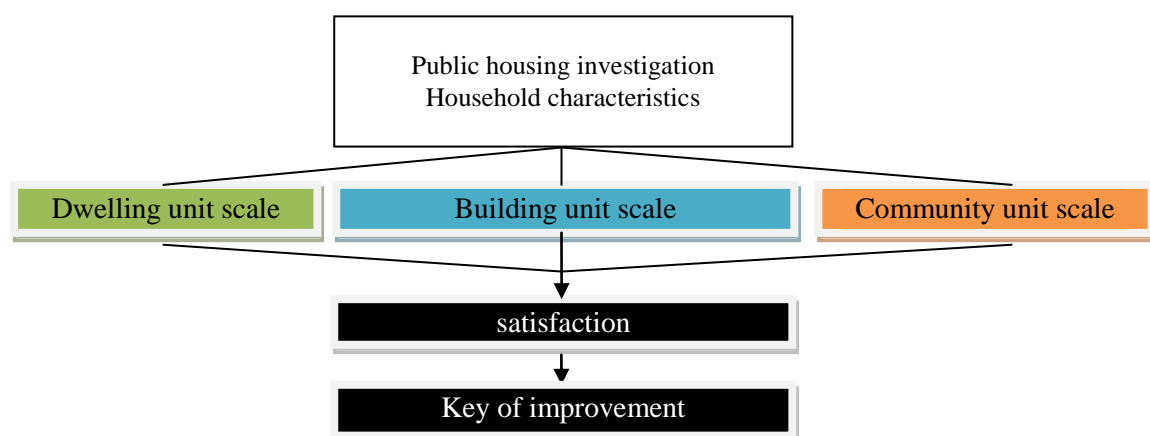 Public housing investigation
Household characteristics
Dwelling unit scale
Building unit scale
Community unit scale
satisfaction
Key of improvement